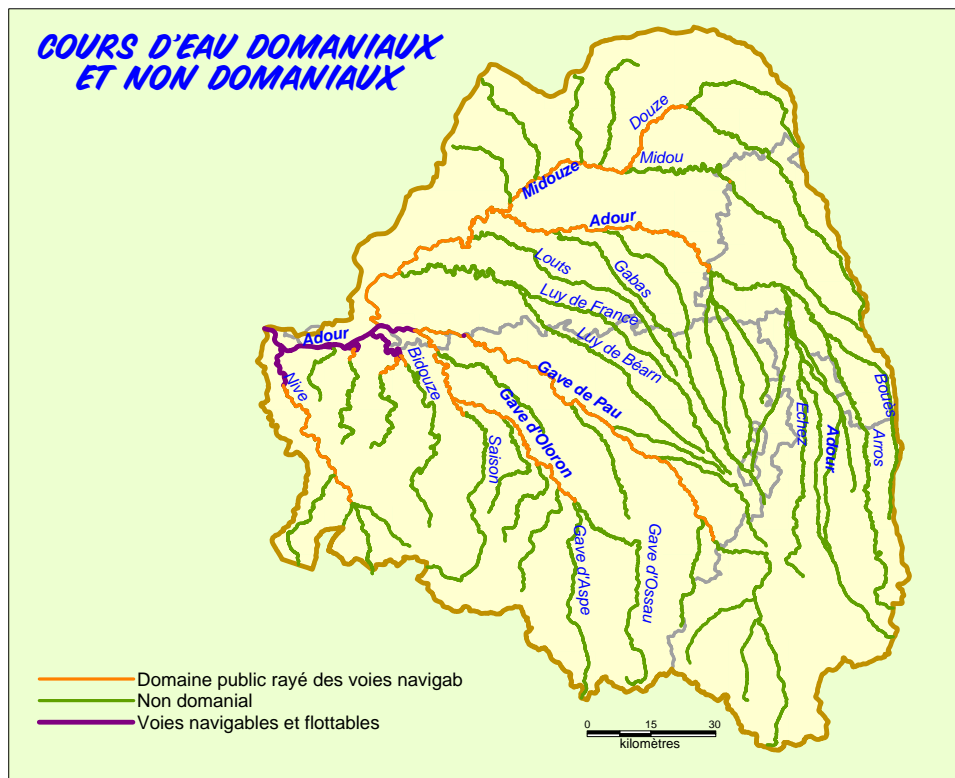 COURS D'EAU DOMANIAUX
ET NON DOMANIAUX
Douze
Midou
Midouze
Adour
Louts
Gabas
Luy de France
Luy de Béarn
Adour
Bidouze
Nive
Gave de Pau
Gave d'Oloron
Saison
Gave d'Aspe
Gave d'Ossau
Echez
Adour
Arros
Bouès
Domaine public rayé des voies navigab
Non domanial
Voies navigables et flottables
0 15 30
kilomètres